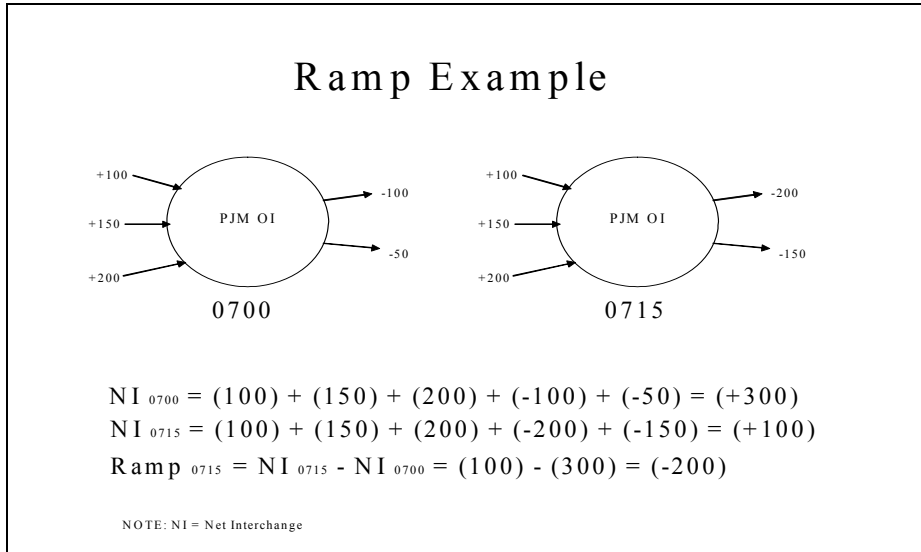 Ramp Example
+100
+150
+200
PJM OI
-100
-50
0700
+100
+150
+200
PJM OI
-200
-150
0715
NI 0700 = (100) + (150) + (200) + (-100) + (-50) = (+300)
NI 0715 = (100) + (150) + (200) + (-200) + (-150) = (+100)
Ramp 0715 = NI 0715 - NI 0700 = (100) - (300) = (-200)
NOTE: NI = Net Interchange